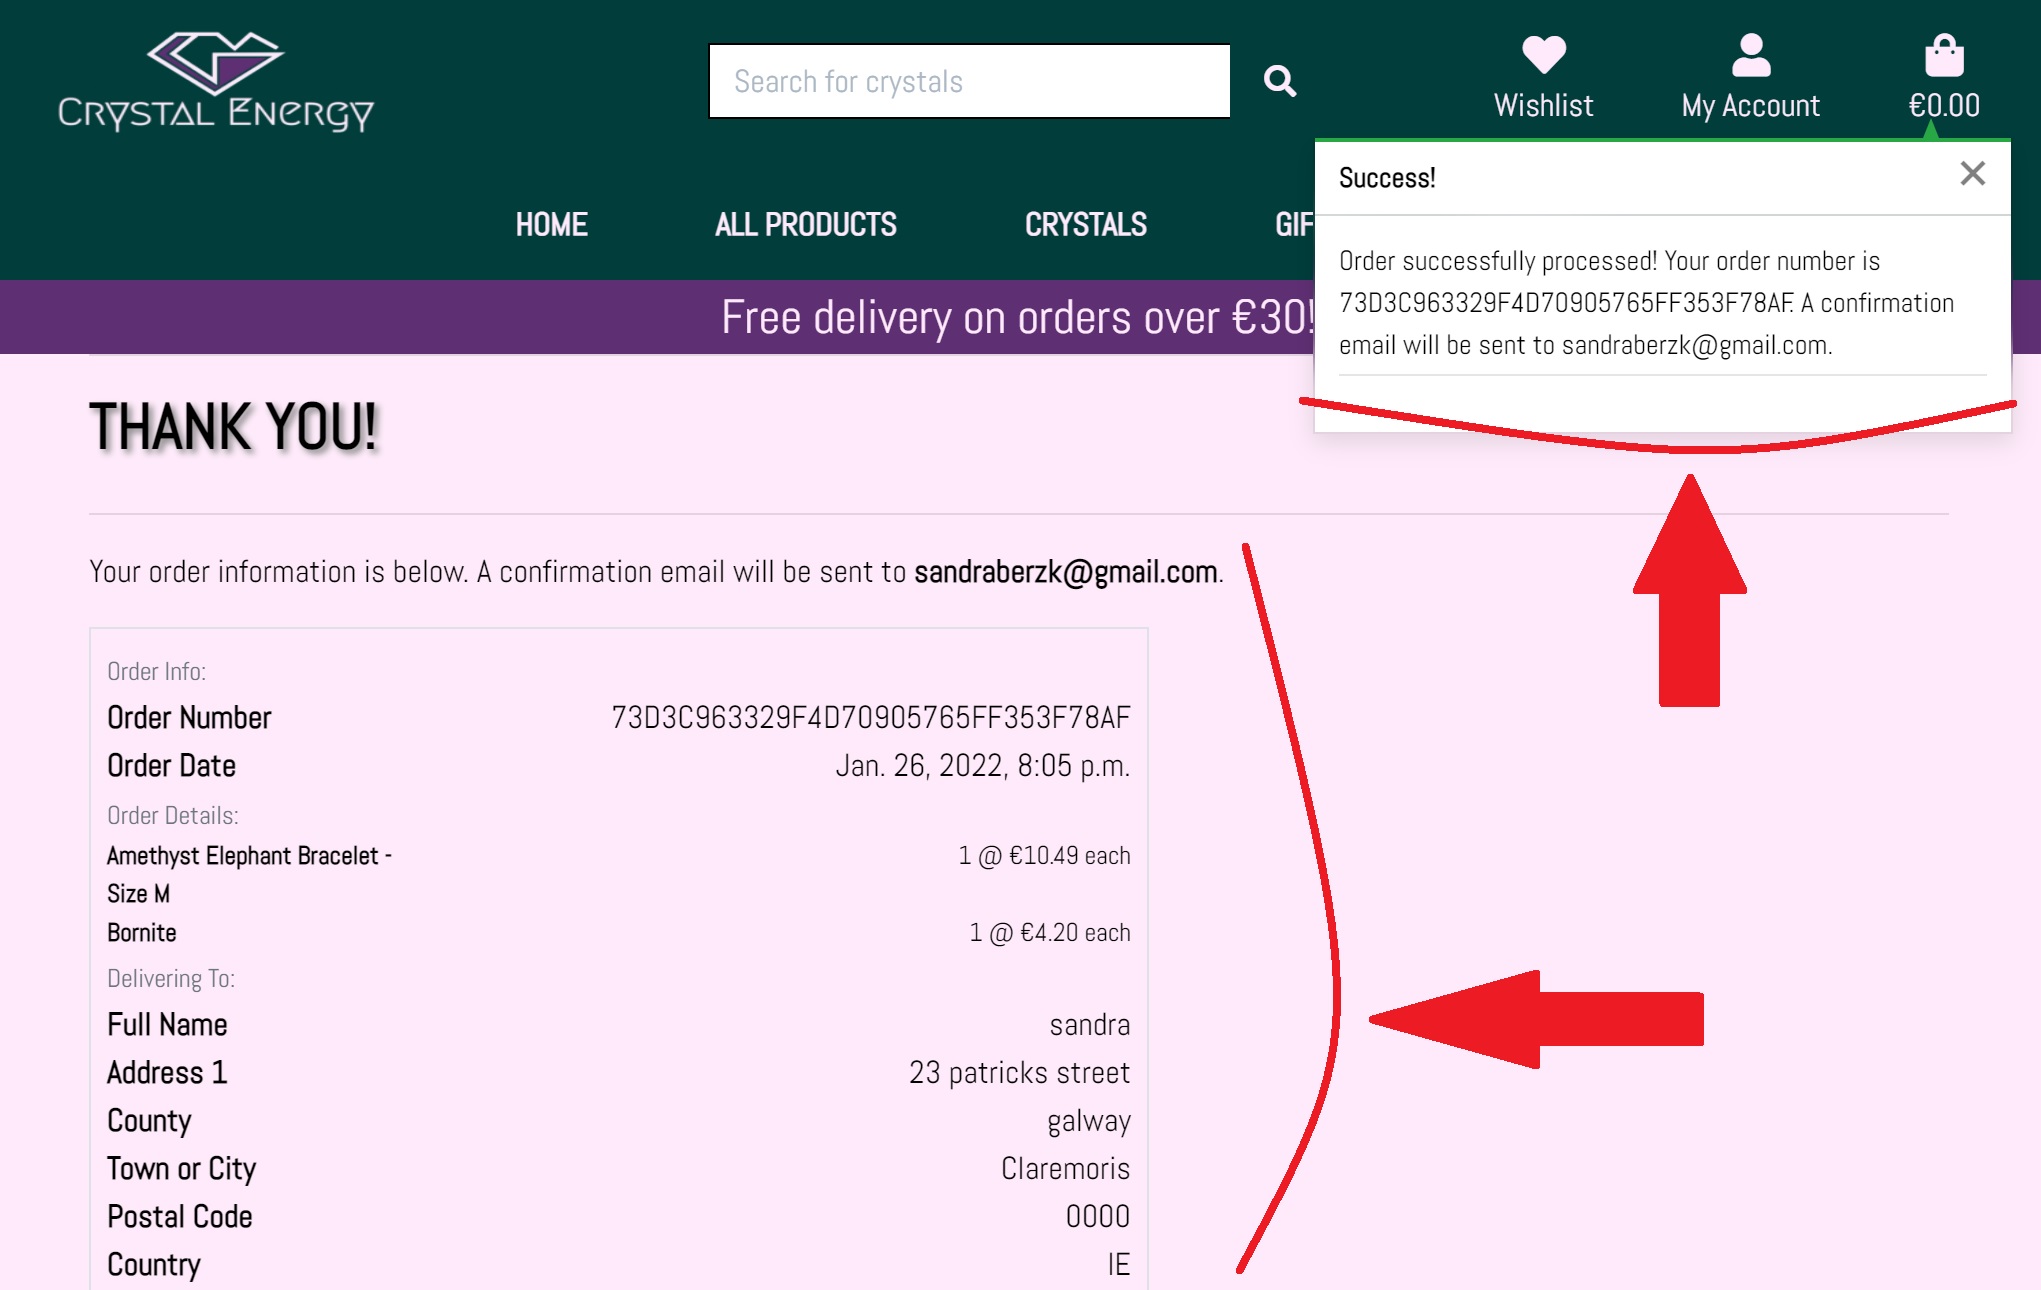 CRYSTAL ENERGY
Search for crystals
Wishlist
My Account
€0.00
HOME
ALL PRODUCTS
CRYSTALS
GIF
Success!
Order successfully processed! Your order number is
73D3C963329F4D70905765FF353F78AF. A confirmation
email will be sent to sandraberzk@gmail.com.
Free delivery on orders over €30!
THANK YOU!
Your order information is below. A confirmation email will be sent to sandraberzk@gmail.com.
Order Info:
Order Number 73D3C963329F4D70905765FF353F78AF
Order Date Jan. 26, 2022, 8:05 p.m.
Order Details:
Amethyst Elephant Bracelet - 1 @ €10.49 each
Size M
Bornite 1 @ €4.20 each
Delivering To:
Full Name sandra
Address 1 23 patricks street
County galway
Town or City Claremoris
Postal Code 0000
Country IE